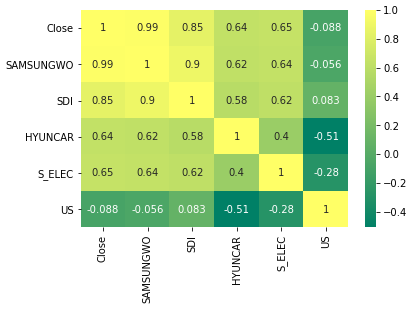 Close 1 0.99 0.85 0.64 0.65 -0.088
SAMSUNGWO 0.99 1 0.9 0.62 0.64 -0.056
SDI 0.85 0.9 1 0.58 0.62 0.083
HYUNCAR 0.64 0.62 0.58 1 0.4 -0.51
S_ELEC 0.65 0.64 0.62 0.4 1 -0.28
US -0.088 -0.056 0.083 -0.51 -0.28 1
Close
SAMSUNGWO
SDI
HYUNCAR
S_ELEC
US
1.0
0.8
0.6
0.4
0.2
0.0
−0.2
−0.4